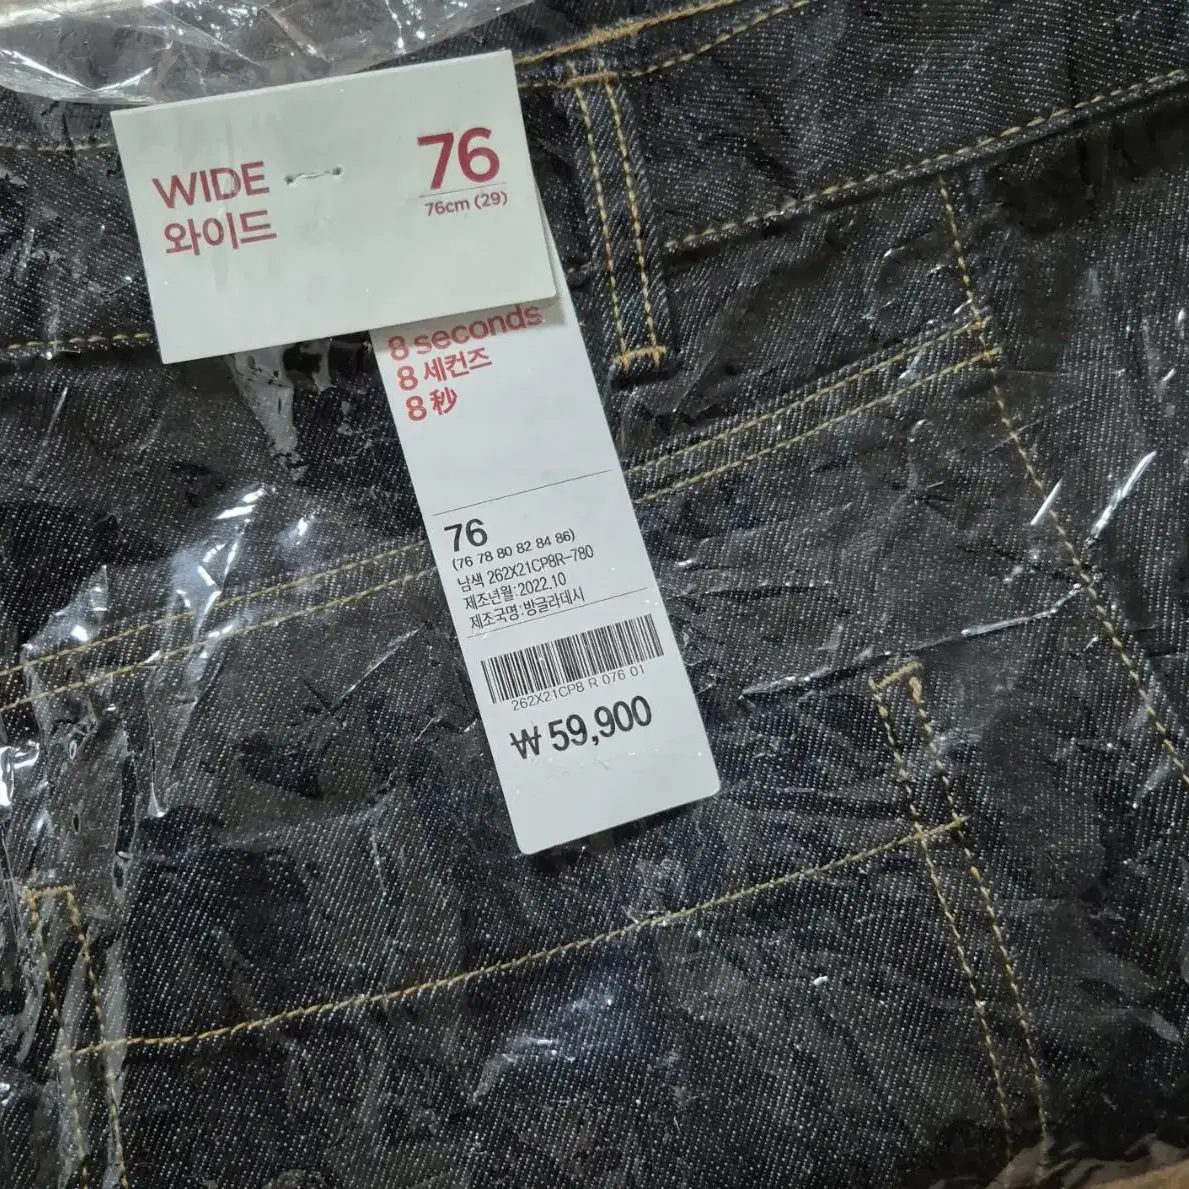 WIDE
와이드
76
76cm (29)
8 seconds
8 세컨즈
8 秒
76
(76 78 80 82 84 86)
남색 262X21CP8R-780
제조년월:2022.10
제조국명:방글라데시
262X21CP8 R 076 01
₩ 59,900